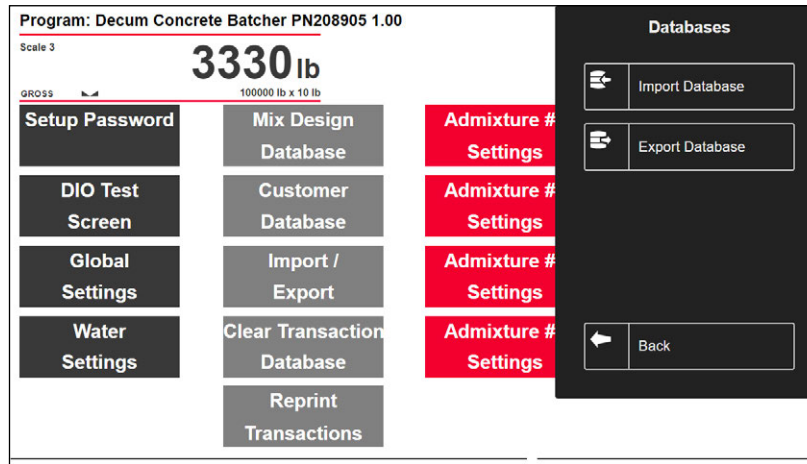 Program: Decum Concrete Batcher PN208905 1.00
Scale 3
3330 lb
GROSS
100000 lb x 10 lb
Setup Password
Mix Design
Database
Admixture #
Settings
DIO Test
Screen
Customer
Database
Admixture #
Settings
Global
Settings
Import /
Export
Admixture #
Settings
Water
Settings
Clear Transaction
Database
Admixture #
Settings
Reprint
Transactions
Databases
Import Database
Export Database
Back